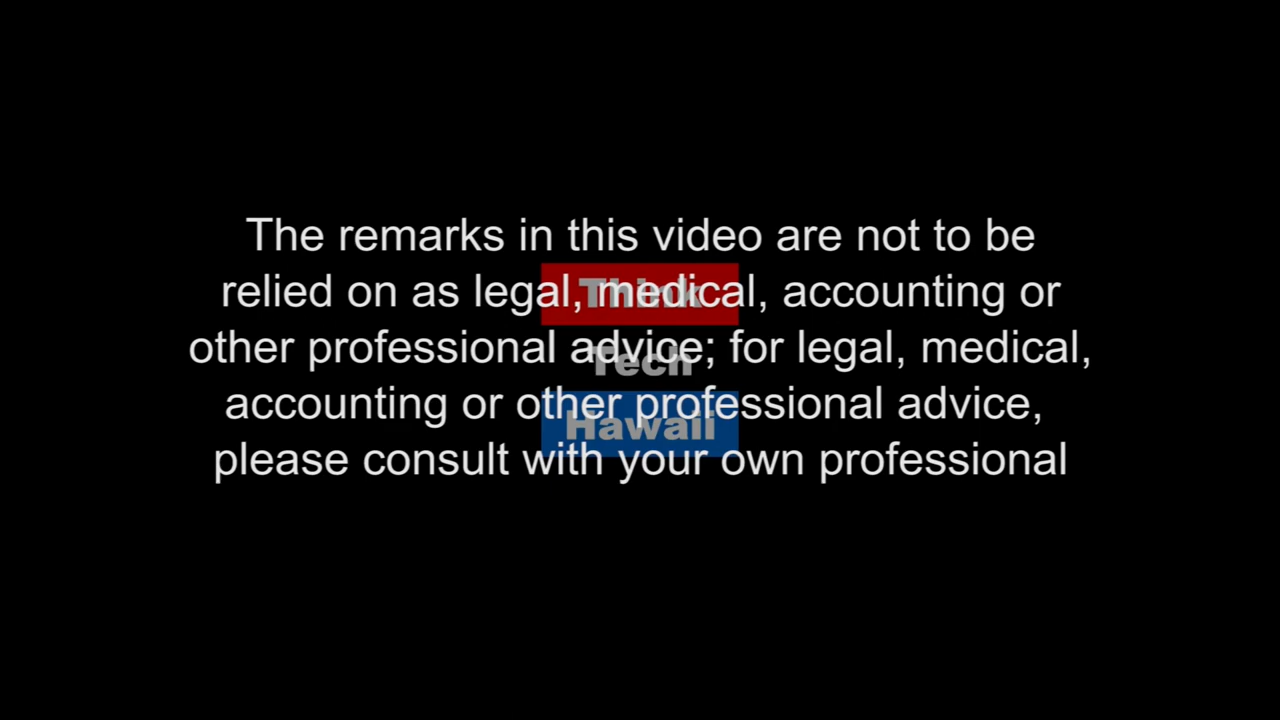 The remarks in this video are not to be
relied on as legal, medical, accounting or
other professional advice; for legal, medical,
accounting or other professional advice,
please consult with your own professional
Think
Tech
Hawaii